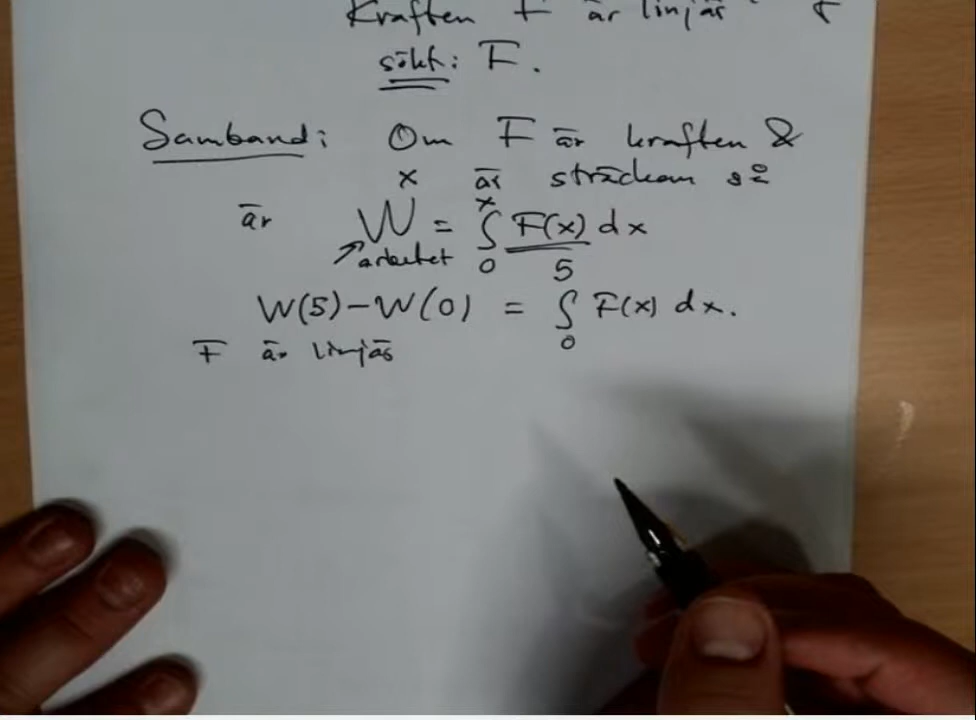 Kraften F är linjär
sökt: F.
Samband: Om F är kraften &
x är sträckan så
är W = ∫₀ˣ F(x) dx
arbetet
W(5)-W(0) = ∫₀⁵ F(x) dx.
F är linjär